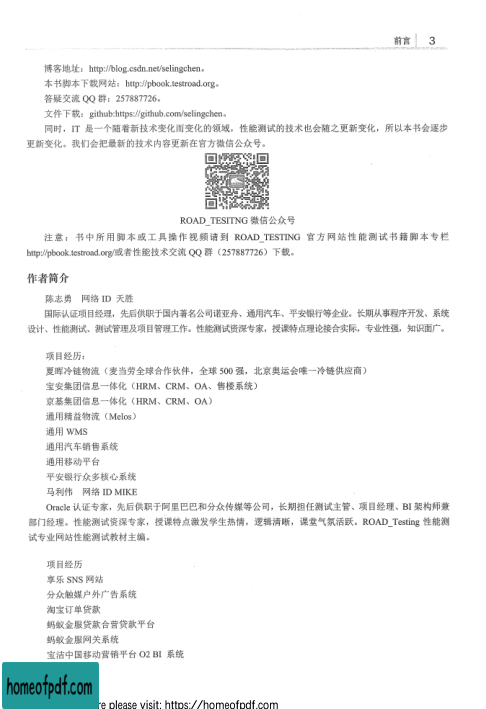 前言 3
博客地址：http://blog.csdn.net/selingchen。
本书脚本下载网站：http://pbook.testroad.org。
答疑交流 QQ 群：257887726。
文件下载：github:https://github.com/selingchen。
同时，IT 是一个随着新技术变化而变化的领域，性能测试的技术也会随之更新变化，所以本书会逐步
更新变化。我们会把最新的技术内容更新在官方微信公众号。
ROAD_TESITNG 微信公众号
注意：书中所用脚本或工具操作视频请到 ROAD_TESTING 官方网站性能测试书籍脚本专栏
http://pbook.testroad.org/或者性能技术交流 QQ 群（257887726）下载。
作者简介
陈志勇 网络 ID 天胜
国际认证项目经理，先后供职于国内著名公司诺亚舟、通用汽车、平安银行等企业。长期从事程序开发、系统
设计、性能测试、测试管理及项目管理工作。性能测试资深专家，授课特点理论接合实际，专业性强，知识面广。
项目经历：
夏晖冷链物流（麦当劳全球合作伙伴，全球 500 强，北京奥运会唯一冷链供应商）
宝安集团信息一体化（HRM、CRM、OA、售楼系统）
京基集团信息一体化（HRM、CRM、OA）
通用精益物流（Melos）
通用 WMS
通用汽车销售系统
通用移动平台
平安银行众多核心系统
马利伟 网络 ID MIKE
Oracle 认证专家，先后供职于阿里巴巴和分众传媒等公司，长期担任测试主管、项目经理、BI 架构师兼
部门经理。性能测试资深专家，授课特点激发学生热情，逻辑清晰，课堂气氛活跃。ROAD_Testing 性能测
试专业网站性能测试教材主编。
项目经历
享乐 SNS 网站
分众触媒户外广告系统
淘宝订单贷款
蚂蚁金服贷款合营贷款平台
蚂蚁金服网关系统
宝洁中国移动营销平台 O2 BI 系统
homeofpdf.com
re please visit: https://homeofpdf.com